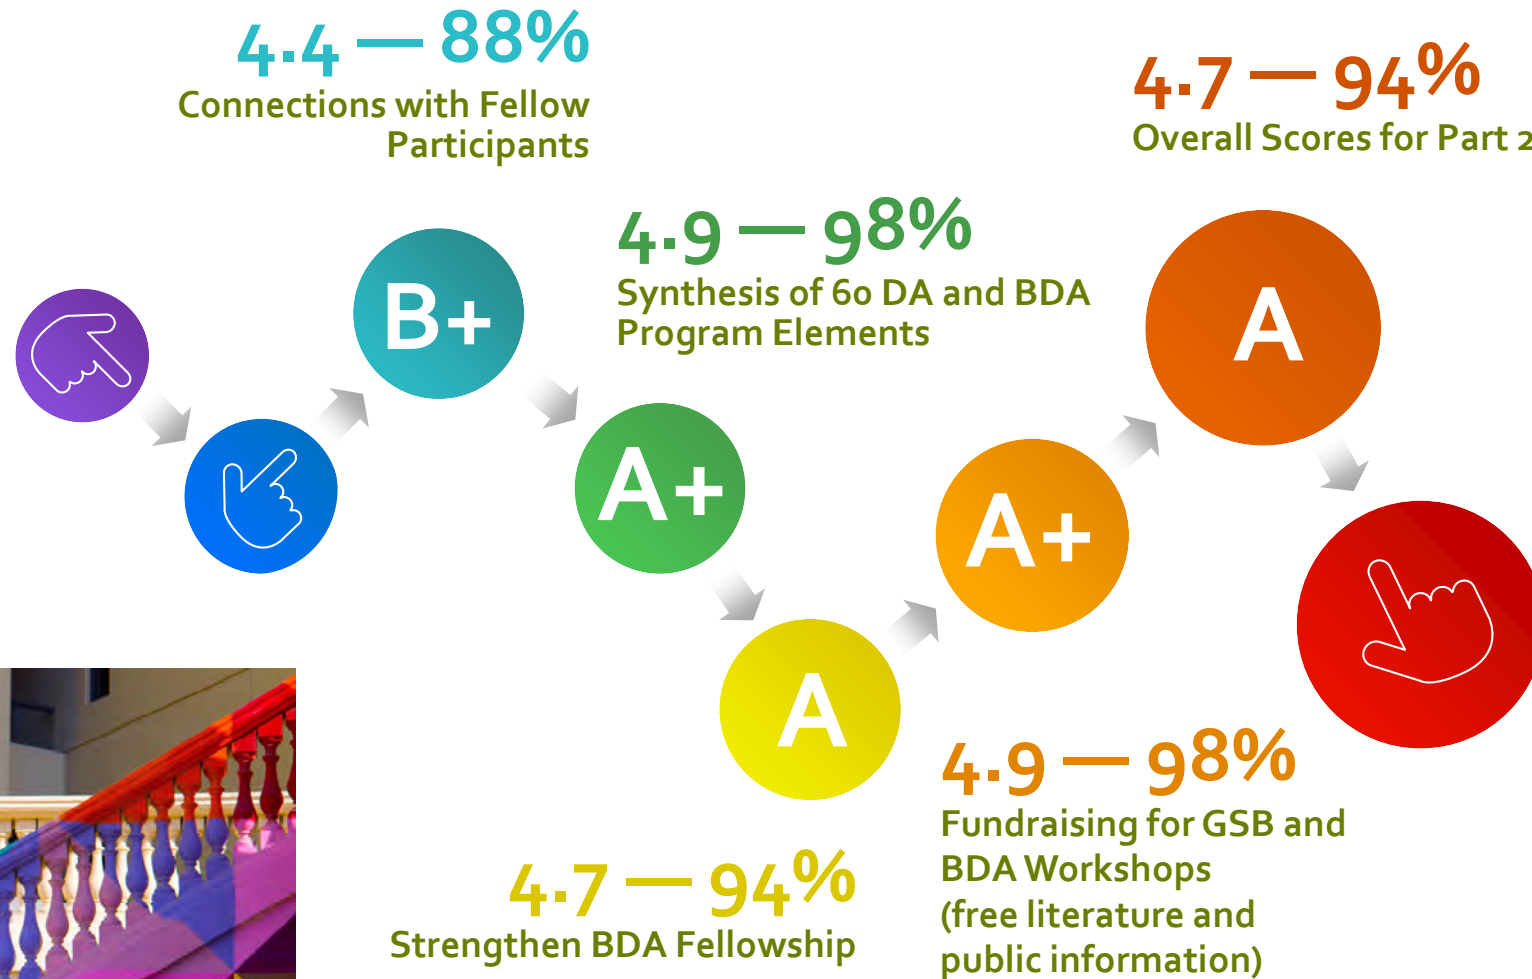 4.4 — 88%
Connections with Fellow
Participants
4.7 — 94%
Overall Scores for Part 2
4.9 — 98%
Synthesis of 60 DA and BDA
Program Elements
B+
A
A+
A+
A
4.9 — 98%
Fundraising for GSB and
BDA Workshops
(free literature and
public information)
4.7 — 94%
Strengthen BDA Fellowship